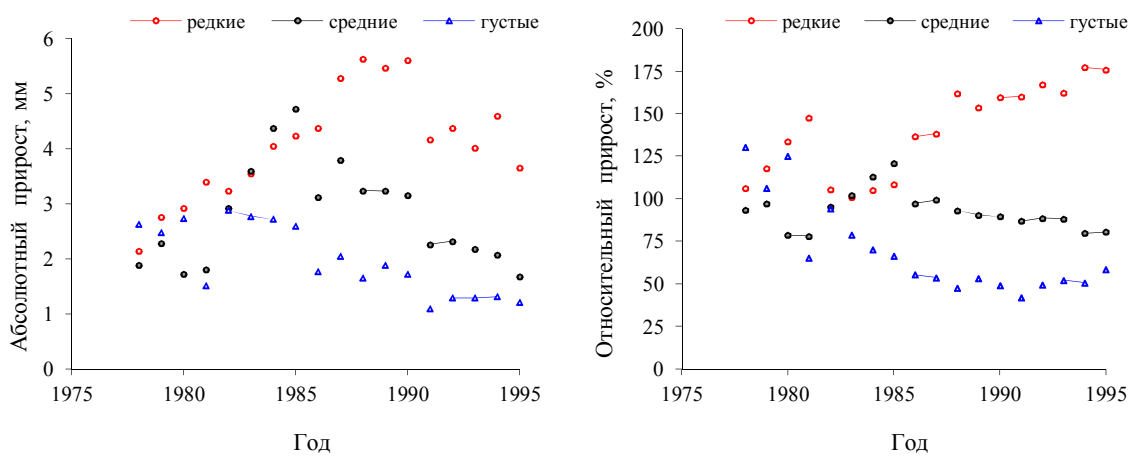 редкие средние густые
Абсолютный прирост, мм
6
5
4
3
2
1
0
1975 1980 1985 1990 1995
Год
редкие средние густые
Относительный прирост, %
200
175
150
125
100
75
50
25
0
1975 1980 1985 1990 1995
Год